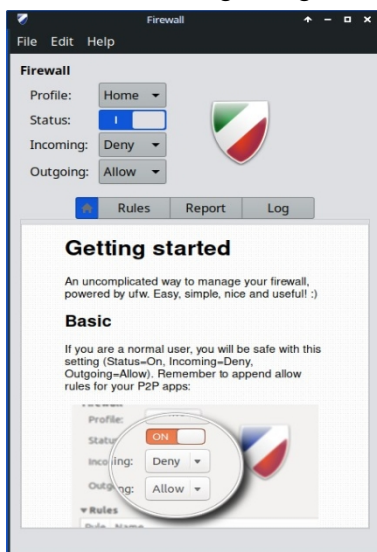 Firewall
File Edit Help
Firewall
Profile: Home
Status:
Incoming: Deny
Outgoing: Allow
Rules Report Log
Getting started
An uncomplicated way to manage your firewall,
powered by ufw. Easy, simple, nice and useful! :)
Basic
If you are a normal user, you will be safe with this
setting (Status=On, Incoming=Deny,
Outgoing=Allow). Remember to append allow
rules for your P2P apps:
Profile:
ON
Deny
Allow
Rules
Name